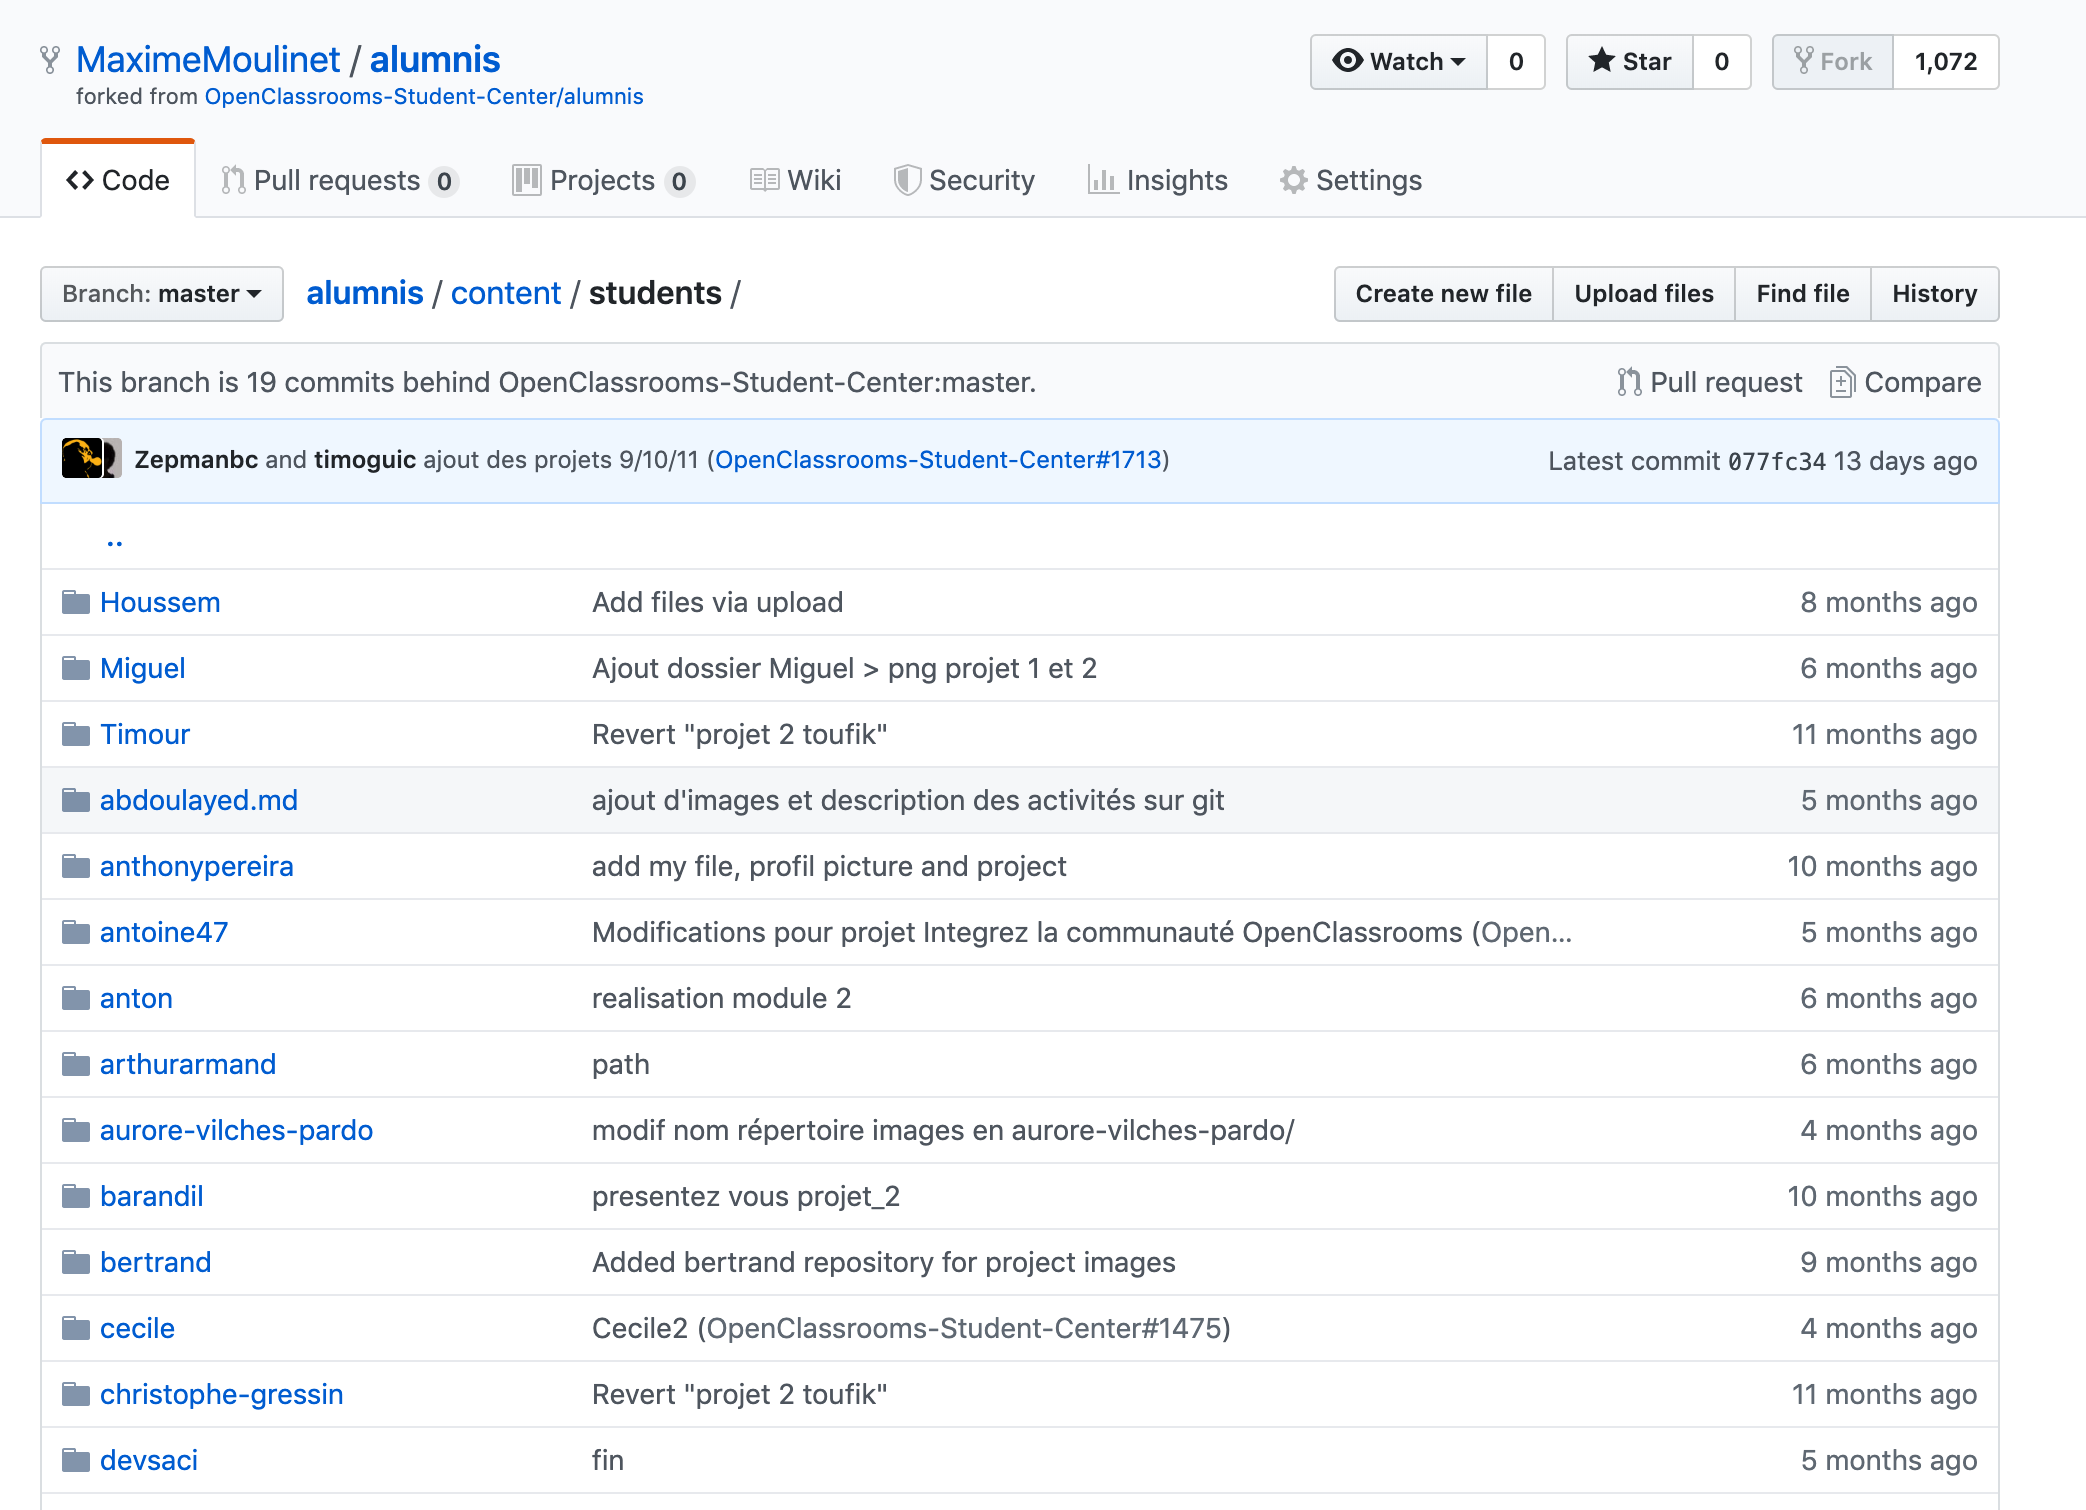 MaximeMoulinet / alumnis
forked from OpenClassrooms-Student-Center/alumnis
Watch 0 Star 0 Fork 1,072
Code Pull requests 0 Projects 0 Wiki Security Insights Settings
Branch: master alumnis / content / students /
Create new file Upload files Find file History
This branch is 19 commits behind OpenClassrooms-Student-Center:master. Pull request Compare
Zepmanbc and timoguic ajout des projets 9/10/11 (OpenClassrooms-Student-Center#1713) Latest commit 077fc34 13 days ago
..
Houssem Add files via upload 8 months ago
Miguel Ajout dossier Miguel > png projet 1 et 2 6 months ago
Timour Revert "projet 2 toufik" 11 months ago
abdoulayed.md ajout d'images et description des activités sur git 5 months ago
anthonypereira add my file, profil picture and project 10 months ago
antoine47 Modifications pour projet Integrez la communauté OpenClassrooms (Open... 5 months ago
anton realisation module 2 6 months ago
arthurarmand path 6 months ago
aurore-vilches-pardo modif nom répertoire images en aurore-vilches-pardo/ 4 months ago
barandil presentez vous projet_2 10 months ago
bertrand Added bertrand repository for project images 9 months ago
cecile Cecile2 (OpenClassrooms-Student-Center#1475) 4 months ago
christophe-gressin Revert "projet 2 toufik" 11 months ago
devsaci fin 5 months ago